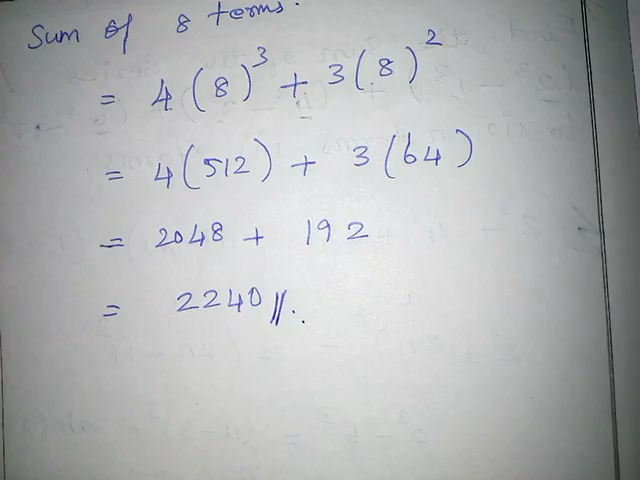 Sum of 8 terms.
= 4(8)³ + 3(8)²
= 4(512) + 3(64)
= 2048 + 192
= 2240//.